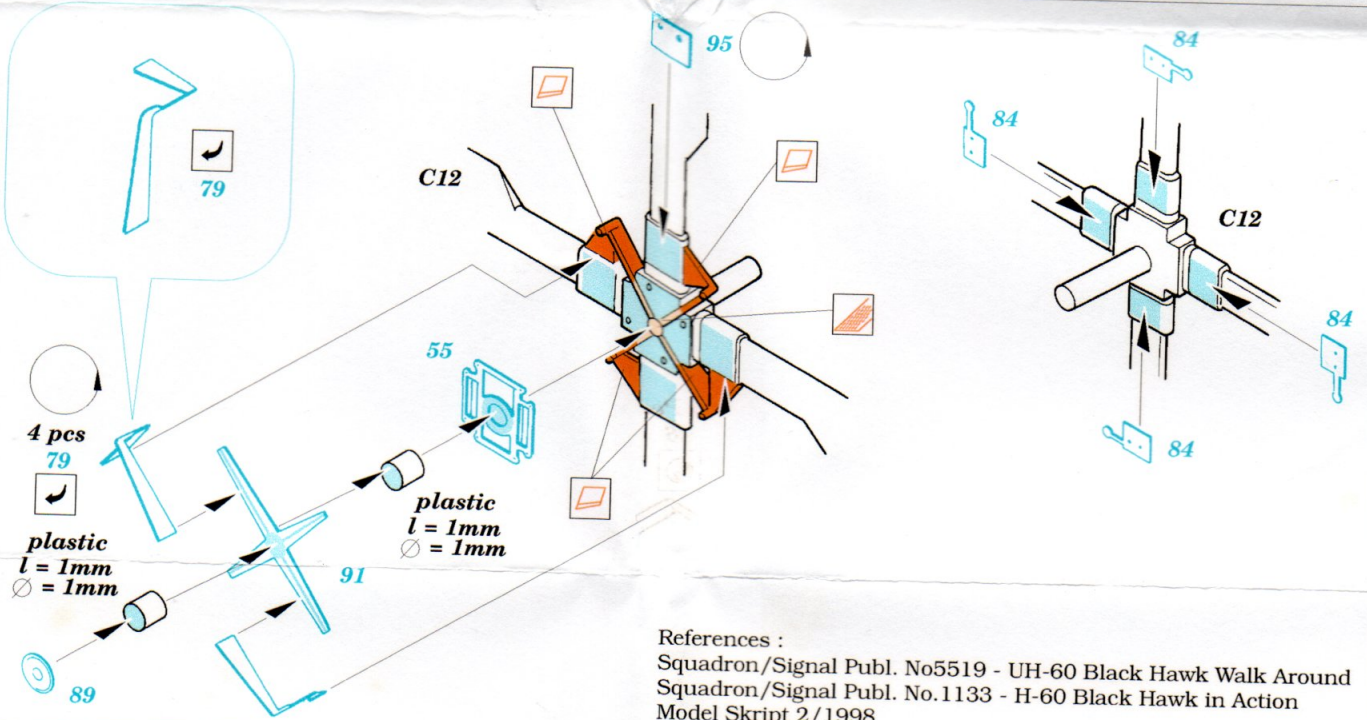 95
84
84
79
C12
C12
84
55
4 pcs
79
plastic
l = 1mm
∅ = 1mm
plastic
l = 1mm
∅ = 1mm
84
91
89
References :
Squadron/Signal Publ. No5519 - UH-60 Black Hawk Walk Around
Squadron/Signal Publ. No.1133 - H-60 Black Hawk in Action
Model Skript 2/1998